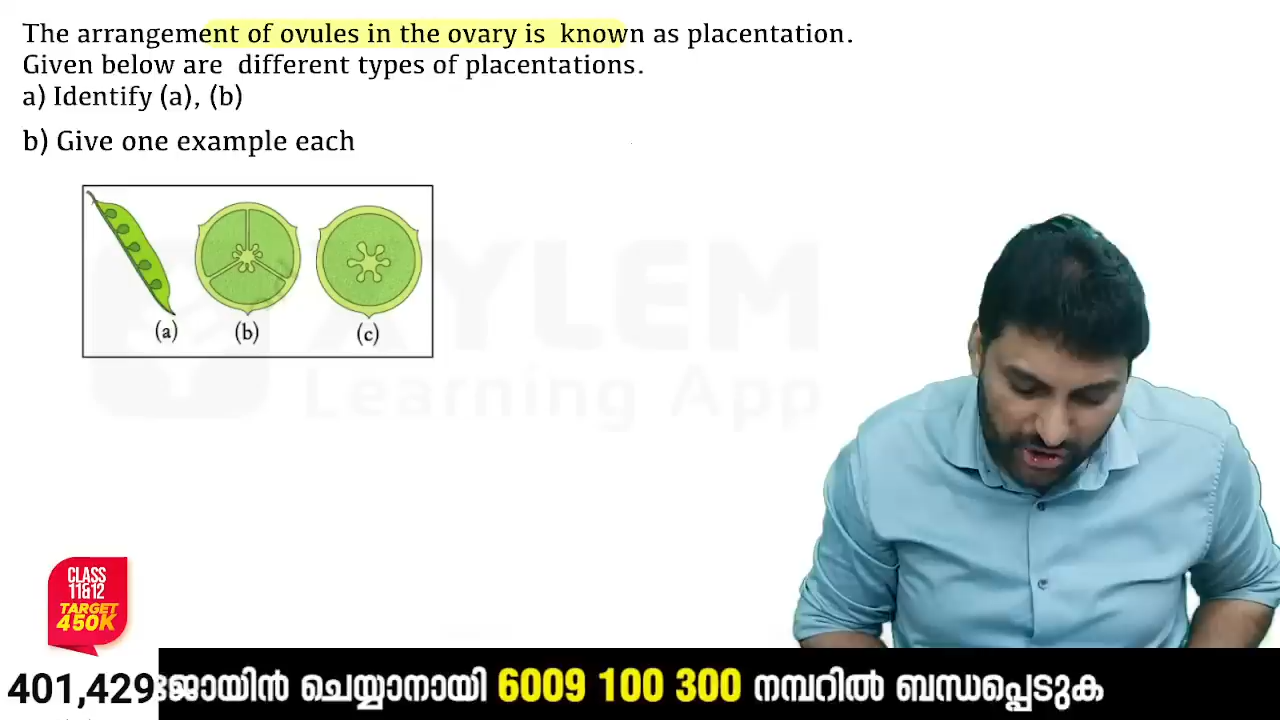 The arrangement of ovules in the ovary is known as placentation.
Given below are different types of placentations.
a) Identify (a), (b)
b) Give one example each
(a)
(b)
(c)
XYLEM
Learning App
CLASS
11&12
TARGET
450K
401,429
ജോയിൻ ചെയ്യാനായി 6009 100 300 നമ്പറിൽ ബന്ധപ്പെടുക